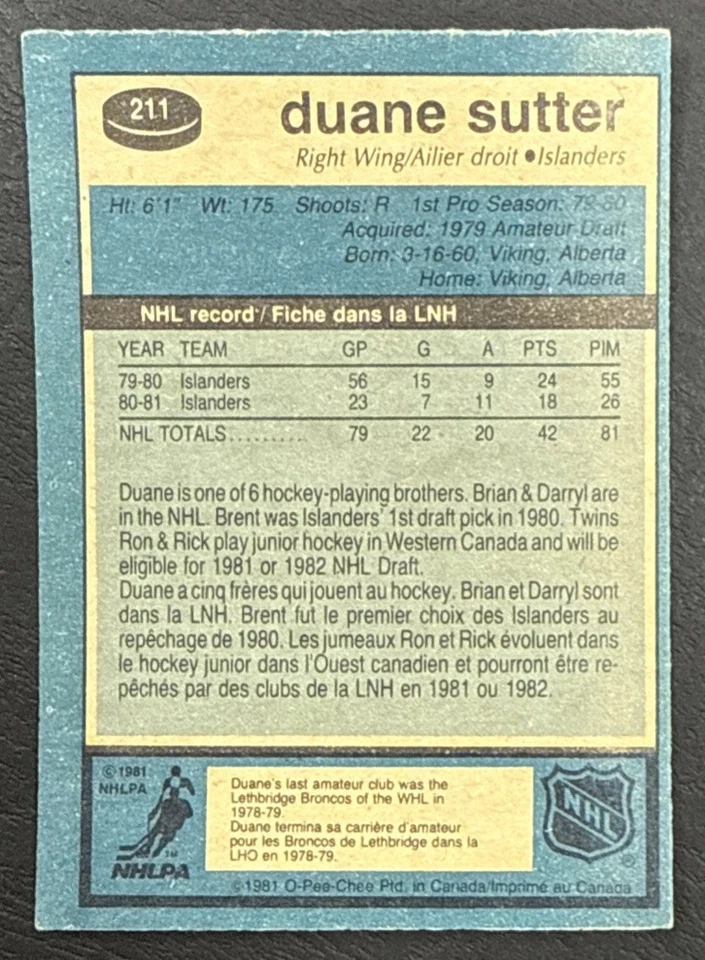 211
duane sutter
Right Wing/Ailier droit •Islanders
Ht: 6'1" Wt: 175 Shoots: R 1st Pro Season: 79-80
Acquired: 1979 Amateur Draft
Born: 3-16-60, Viking, Alberta
Home: Viking, Alberta
NHL record / Fiche dans la LNH
YEAR TEAM GP G A PTS PIM
79-80 Islanders 56 15 9 24 55
80-81 Islanders 23 7 11 18 26
NHL TOTALS.......... 79 22 20 42 81
Duane is one of 6 hockey-playing brothers. Brian & Darryl are
in the NHL. Brent was Islanders' 1st draft pick in 1980. Twins
Ron & Rick play junior hockey in Western Canada and will be
eligible for 1981 or 1982 NHL Draft.
Duane a cinq frères qui jouent au hockey. Brian et Darryl sont
dans la LNH. Brent fut le premier choix des Islanders au
repêchage de 1980. Les jumeaux Ron et Rick évoluent dans
le hockey junior dans l'Ouest canadien et pourront être re-
pêchés par des clubs de la LNH en 1981 ou 1982.
© 1981
NHLPA
TM
NHLPA
Duane's last amateur club was the
Lethbridge Broncos of the WHL in
1978-79.
Duane termina sa carrière d'amateur
pour les Broncos de Lethbridge dans la
LHO en 1978-79.
NHL
®
©1981 O-Pee-Chee Ptd. in Canada/Imprimé au Canada